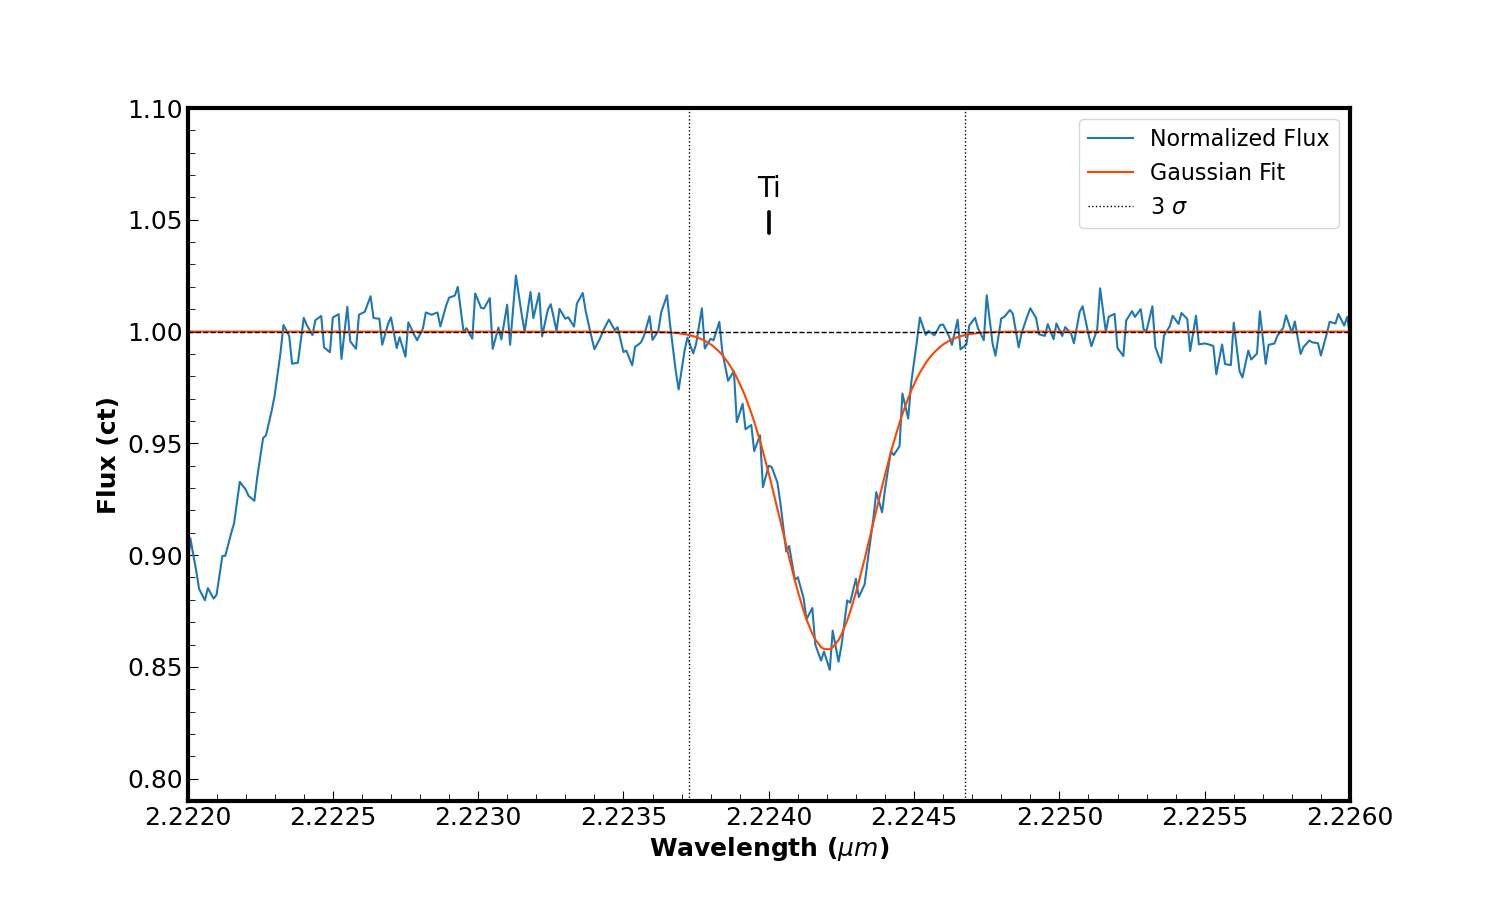 1.10
1.05
1.00
0.95
0.90
0.85
0.80
Flux (ct)
Ti
Normalized Flux
Gaussian Fit
3 σ
2.2220 2.2225 2.2230 2.2235 2.2240 2.2245 2.2250 2.2255 2.2260
Wavelength (μm)